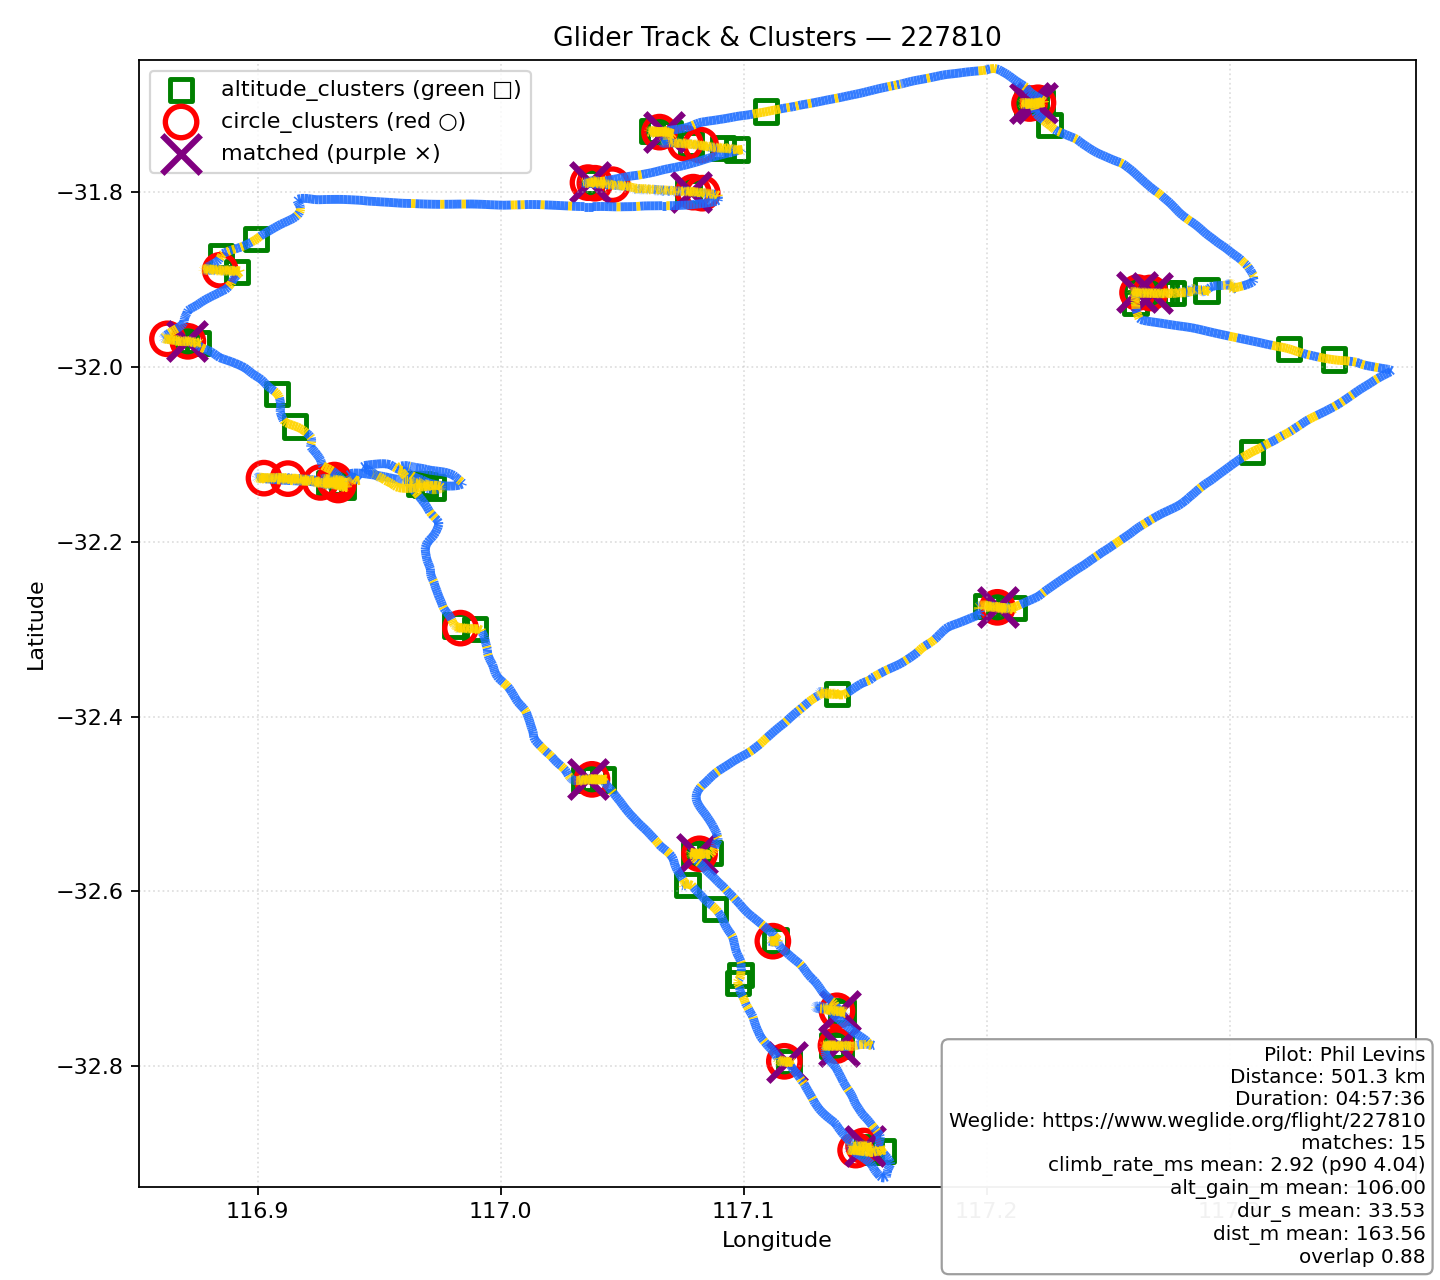 Glider Track & Clusters — 227810
altitude_clusters (green □)
circle_clusters (red ○)
matched (purple ×)
Latitude
−31.8
−32.0
−32.2
−32.4
−32.6
−32.8
116.9
117.0
117.1
117.2
Longitude
Pilot: Phil Levins
Distance: 501.3 km
Duration: 04:57:36
Weglide: https://www.weglide.org/flight/227810
matches: 15
climb_rate_ms mean: 2.92 (p90 4.04)
alt_gain_m mean: 106.00
dur_s mean: 33.53
dist_m mean: 163.56
overlap 0.88